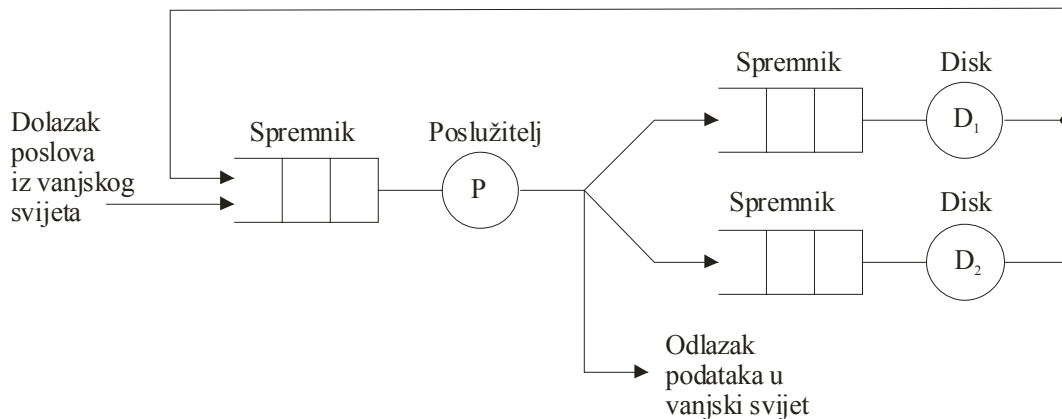 Dolazak
poslova
iz vanjskog
svijeta
Spremnik
Poslužitelj
P
Spremnik
Disk
D1
Spremnik
Disk
D2
Odlazak
podataka u
vanjski svijet